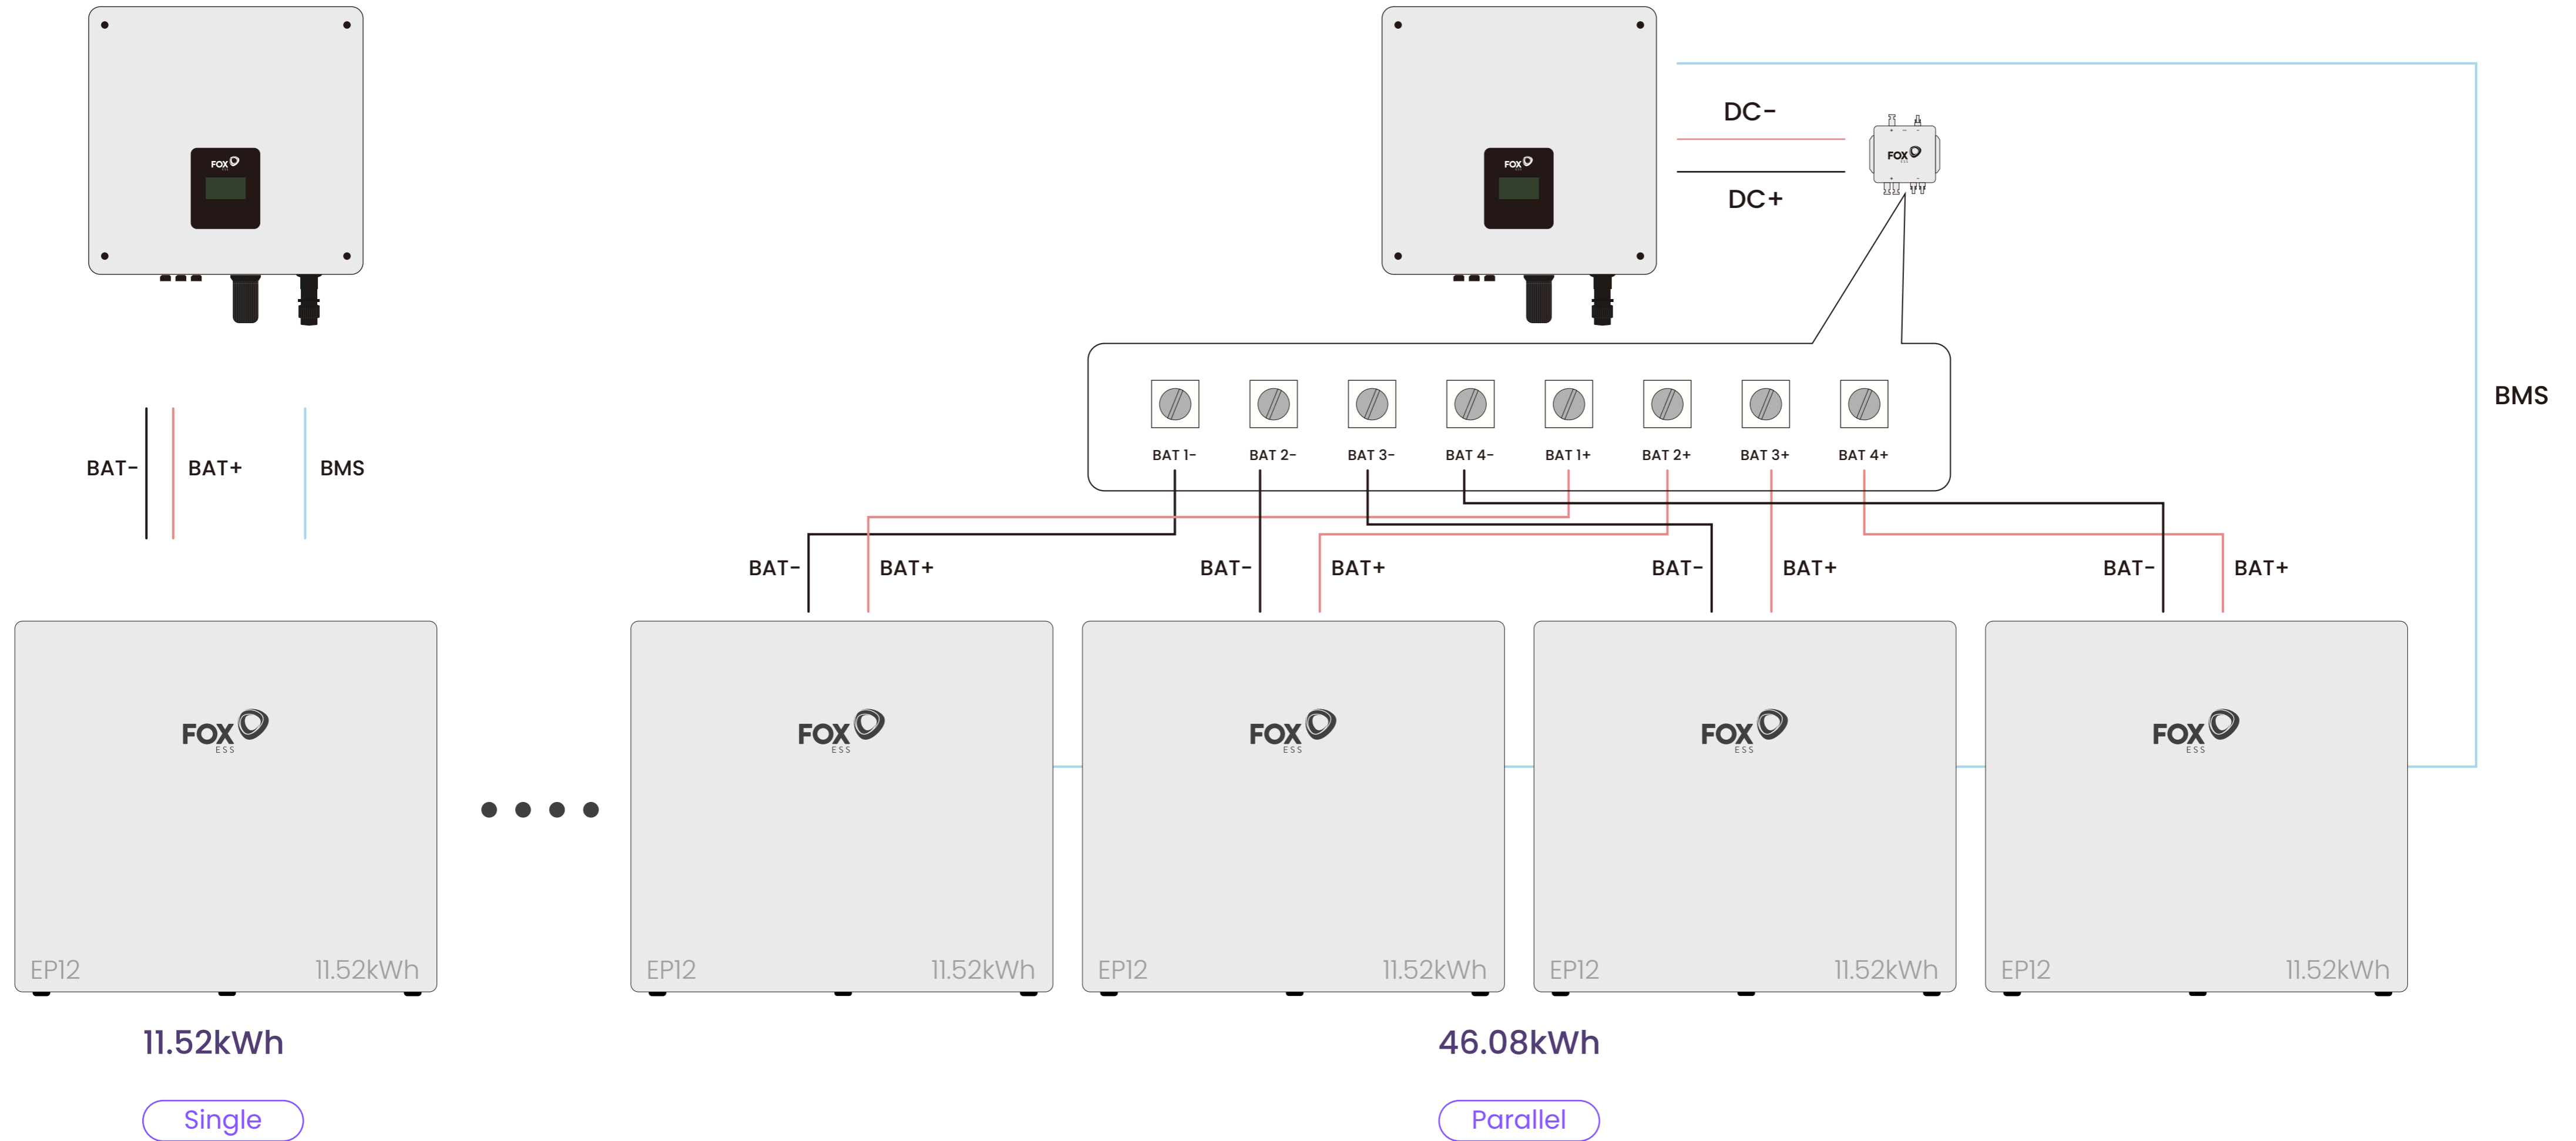 FOX
ESS
BAT-
BAT+
BMS
FOX
ESS
EP12
11.52kWh
11.52kWh
Single
FOX
ESS
DC-
DC+
FOX
ESS
BMS
BAT 1-
BAT 2-
BAT 3-
BAT 4-
BAT 1+
BAT 2+
BAT 3+
BAT 4+
BAT-
BAT+
BAT-
BAT+
BAT-
BAT+
BAT-
BAT+
FOX
ESS
EP12
11.52kWh
FOX
ESS
EP12
11.52kWh
FOX
ESS
EP12
11.52kWh
FOX
ESS
EP12
11.52kWh
46.08kWh
Parallel